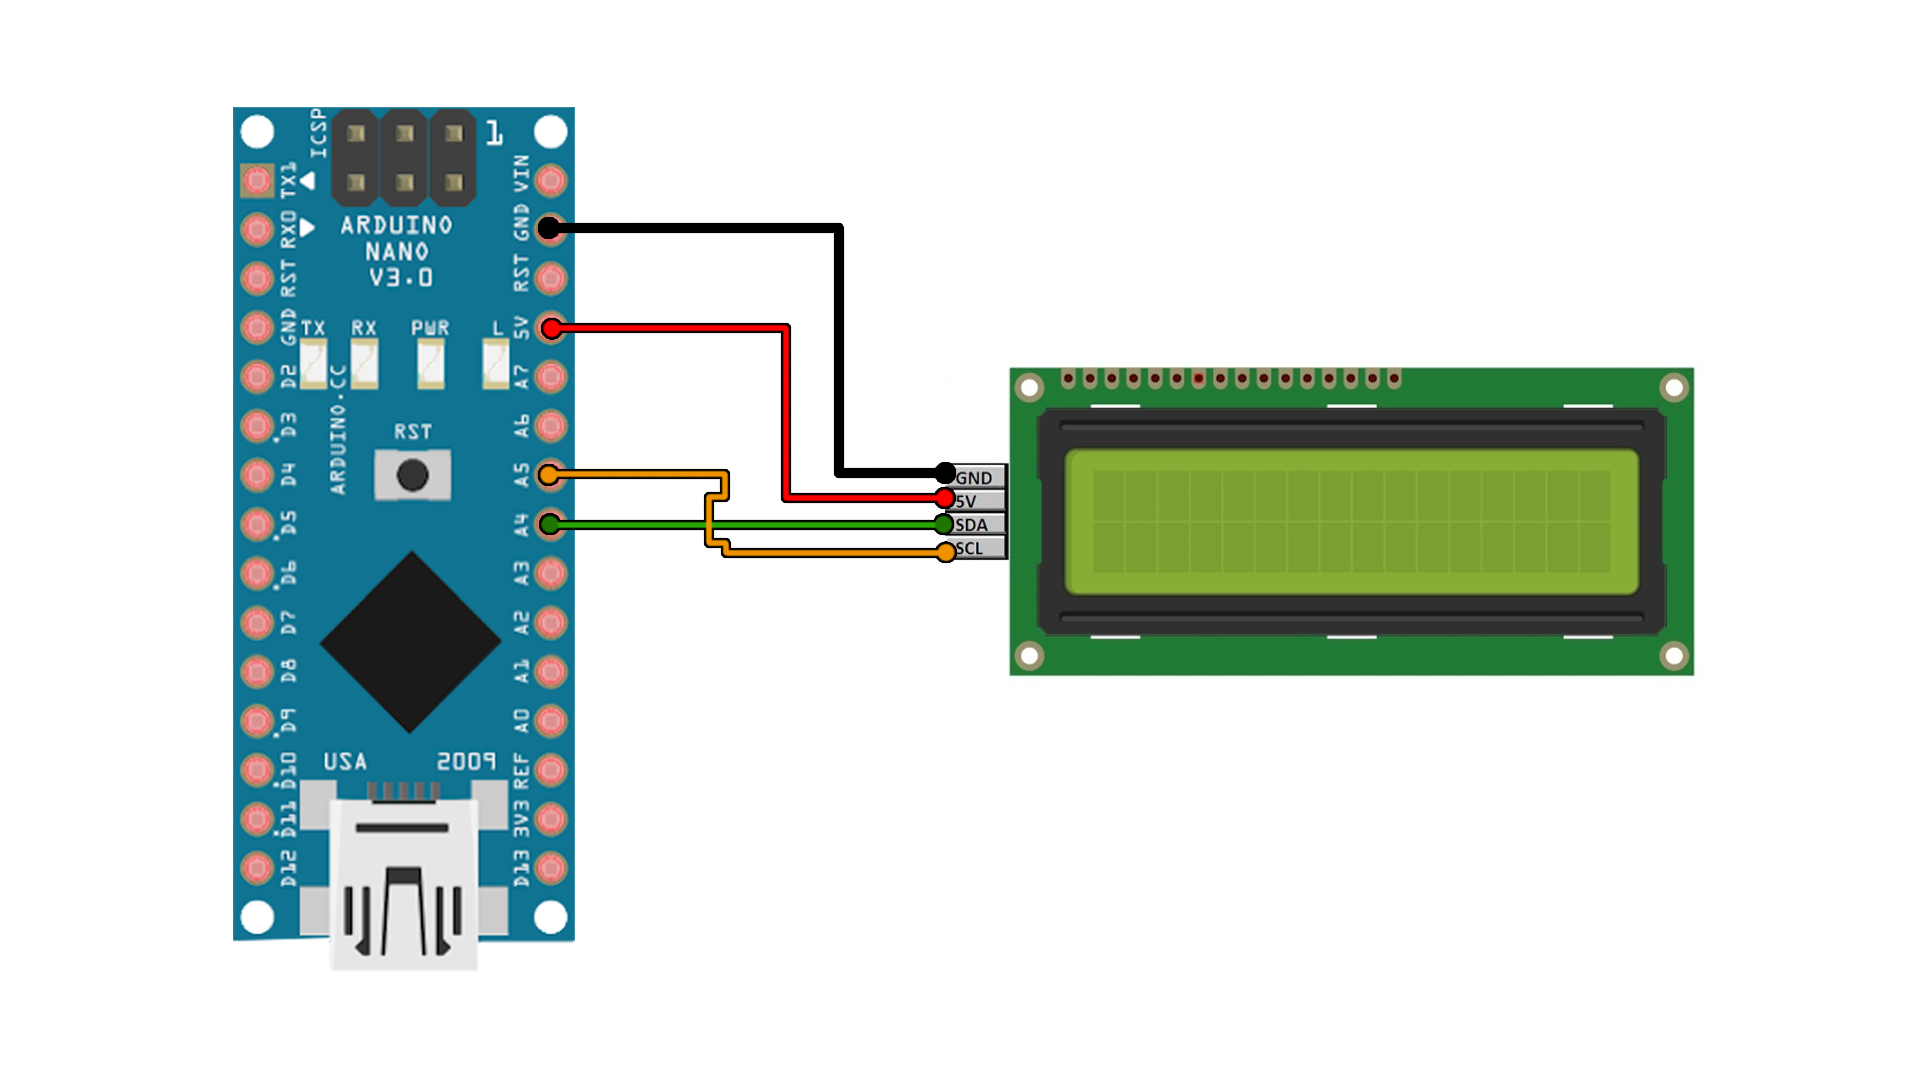 ICSP
1
TX1
RX0
RST
GND
D2
D3
D4
D5
D6
D7
D8
D9
D10
D11
D12
ARDUINO
NANO
V3.0
TX RX PWR L
ARDUINO.CC
RST
USA 2009
VIN
GND
RST
5V
A7
A6
A5
A4
A3
A2
A1
A0
REF
3V3
D13
GND
5V
SDA
SCL